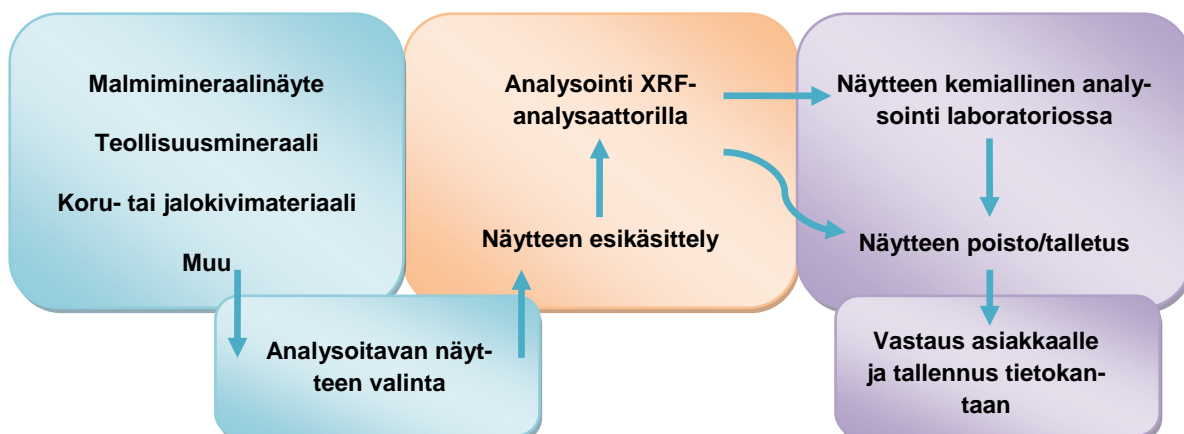 Malmimineraalinäyte
Teollisuusmineraali
Koru- tai jalokivimateriaali
Muu
Analysoitavan näyt-
teen valinta
Analysointi XRF-
analysaattorilla
Näytteen esikäsittely
Näytteen kemiallinen analy-
sointi laboratoriossa
Näytteen poisto/talletus
Vastaus asiakkaalle
ja tallennus tietokan-
taan